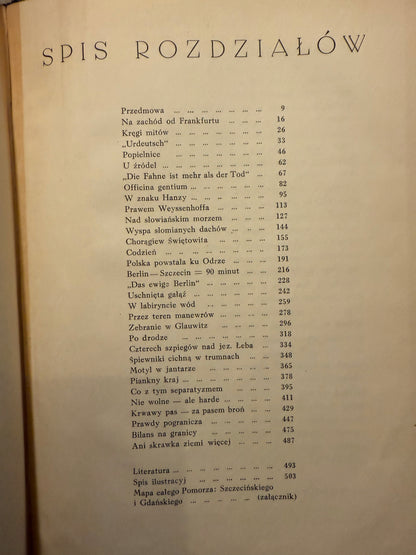 SPIS ROZDZIAŁÓW
Przedmowa ... ... ... ... ... ... ... 9
Na zachód od Frankfurtu ... ... ... 16
Kręgi mitów ... ... ... ... ... ... 26
„Urdeutsch“ ... ... ... ... ... ... 33
Popielnice ... ... ... ... ... ... 46
U źródeł ... ... ... ... ... ... ... 62
„Die Fahne ist mehr als der Tod“ ... ... 67
Officina gentium ... ... ... ... ... 82
W znaku Hanzy ... ... ... ... ... 95
Prawem Weyssenhoffa ... ... ... ... 113
Nad słowiańskim morzem ... ... ... 127
Wyspa słomianych dachów ... ... ... 144
Chorągiew Świętowita ... ... ... ... 155
Codzień ... ... ... ... ... ... ... 173
Polska powstała ku Odrze ... ... ... 191
Berlin — Szczecin = 90 minut ... ... ... 216
„Das ewige Berlin“ ... ... ... ... ... 228
Uschnięta gałąź ... ... ... ... ... 242
W labiryncie wód ... ... ... ... ... 259
Przez teren manewrów ... ... ... ... 278
Zebranie w Glauwitz ... ... ... ... 296
Po drodze ... ... ... ... ... ... 318
Czterech szpiegów nad jez. Łeba ... ... 334
Śpiewniki cichną w trumnach ... ... ... 348
Motyl w jantarze ... ... ... ... ... 365
Piankny kraj ... ... ... ... ... ... 378
Co z tym separatyzmem ... ... ... ... 395
Nie wolne — ale harde ... ... ... ... 411
Krwawy pas — za pasem broń ... ... ... 429
Prawdy pogranicza ... ... ... ... ... 447
Bilans na granicy ... ... ... ... ... 475
Ani skrawka ziemi więcej ... ... ... 487
Literatura ... ... ... ... ... ... ... 493
Spis ilustracyj ... ... ... ... ... ... 503
Mapa całego Pomorza: Szczecińskiego
i Gdańskiego ... ... ... ... ... (załącznik)